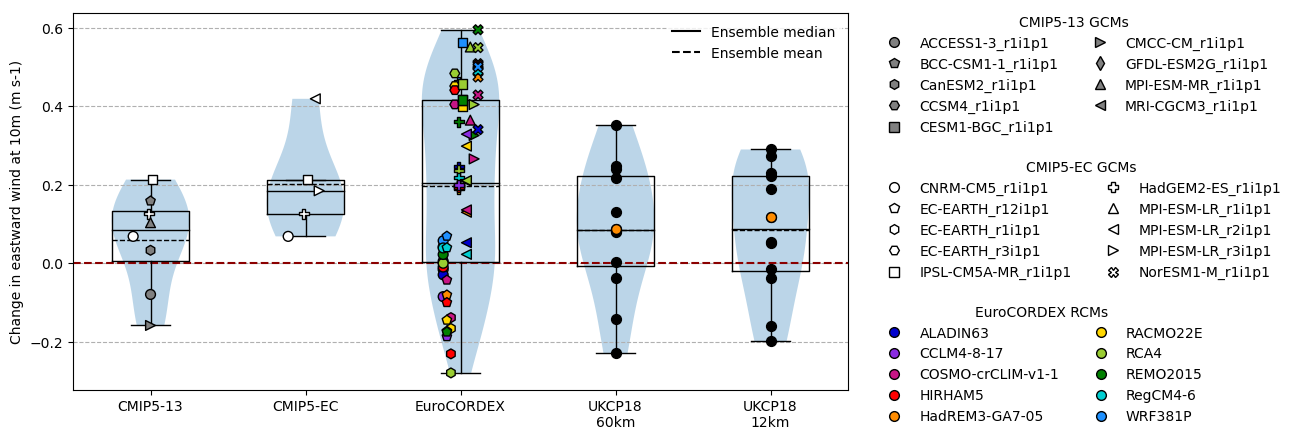 Change in eastward wind at 10m (m s-1)
0.6
0.4
0.2
0.0
−0.2
Ensemble median
Ensemble mean
CMIP5-13
CMIP5-EC
EuroCORDEX
UKCP18
60km
UKCP18
12km
CMIP5-13 GCMs
ACCESS1-3_r1i1p1
BCC-CSM1-1_r1i1p1
CanESM2_r1i1p1
CCSM4_r1i1p1
CESM1-BGC_r1i1p1
CMCC-CM_r1i1p1
GFDL-ESM2G_r1i1p1
MPI-ESM-MR_r1i1p1
MRI-CGCM3_r1i1p1
CMIP5-EC GCMs
CNRM-CM5_r1i1p1
EC-EARTH_r12i1p1
EC-EARTH_r1i1p1
EC-EARTH_r3i1p1
IPSL-CM5A-MR_r1i1p1
HadGEM2-ES_r1i1p1
MPI-ESM-LR_r1i1p1
MPI-ESM-LR_r2i1p1
MPI-ESM-LR_r3i1p1
NorESM1-M_r1i1p1
EuroCORDEX RCMs
ALADIN63
CCLM4-8-17
COSMO-crCLIM-v1-1
HIRHAM5
HadREM3-GA7-05
RACMO22E
RCA4
REMO2015
RegCM4-6
WRF381P